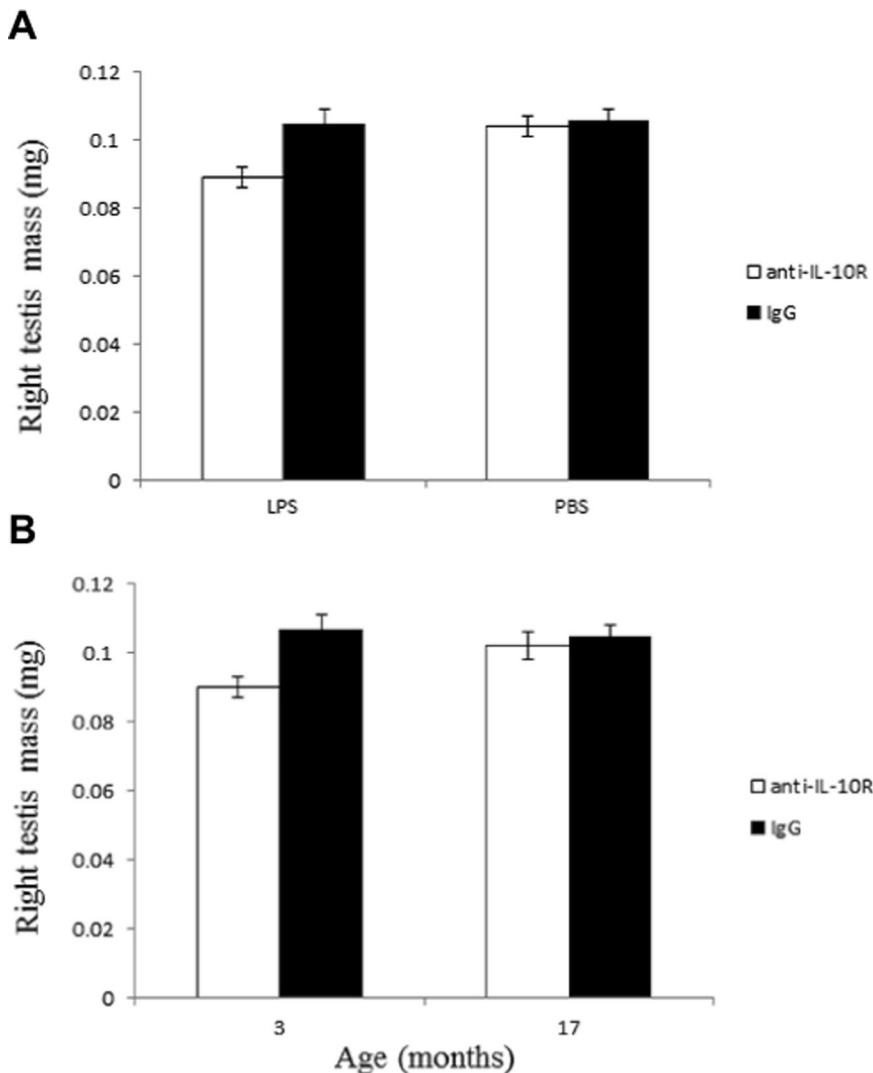 A
Right testis mass (mg)
0.12
0.1
0.08
0.06
0.04
0.02
0
LPS
PBS
anti-IL-10R
IgG
B
Right testis mass (mg)
0.12
0.1
0.08
0.06
0.04
0.02
0
3
17
Age (months)
anti-IL-10R
IgG